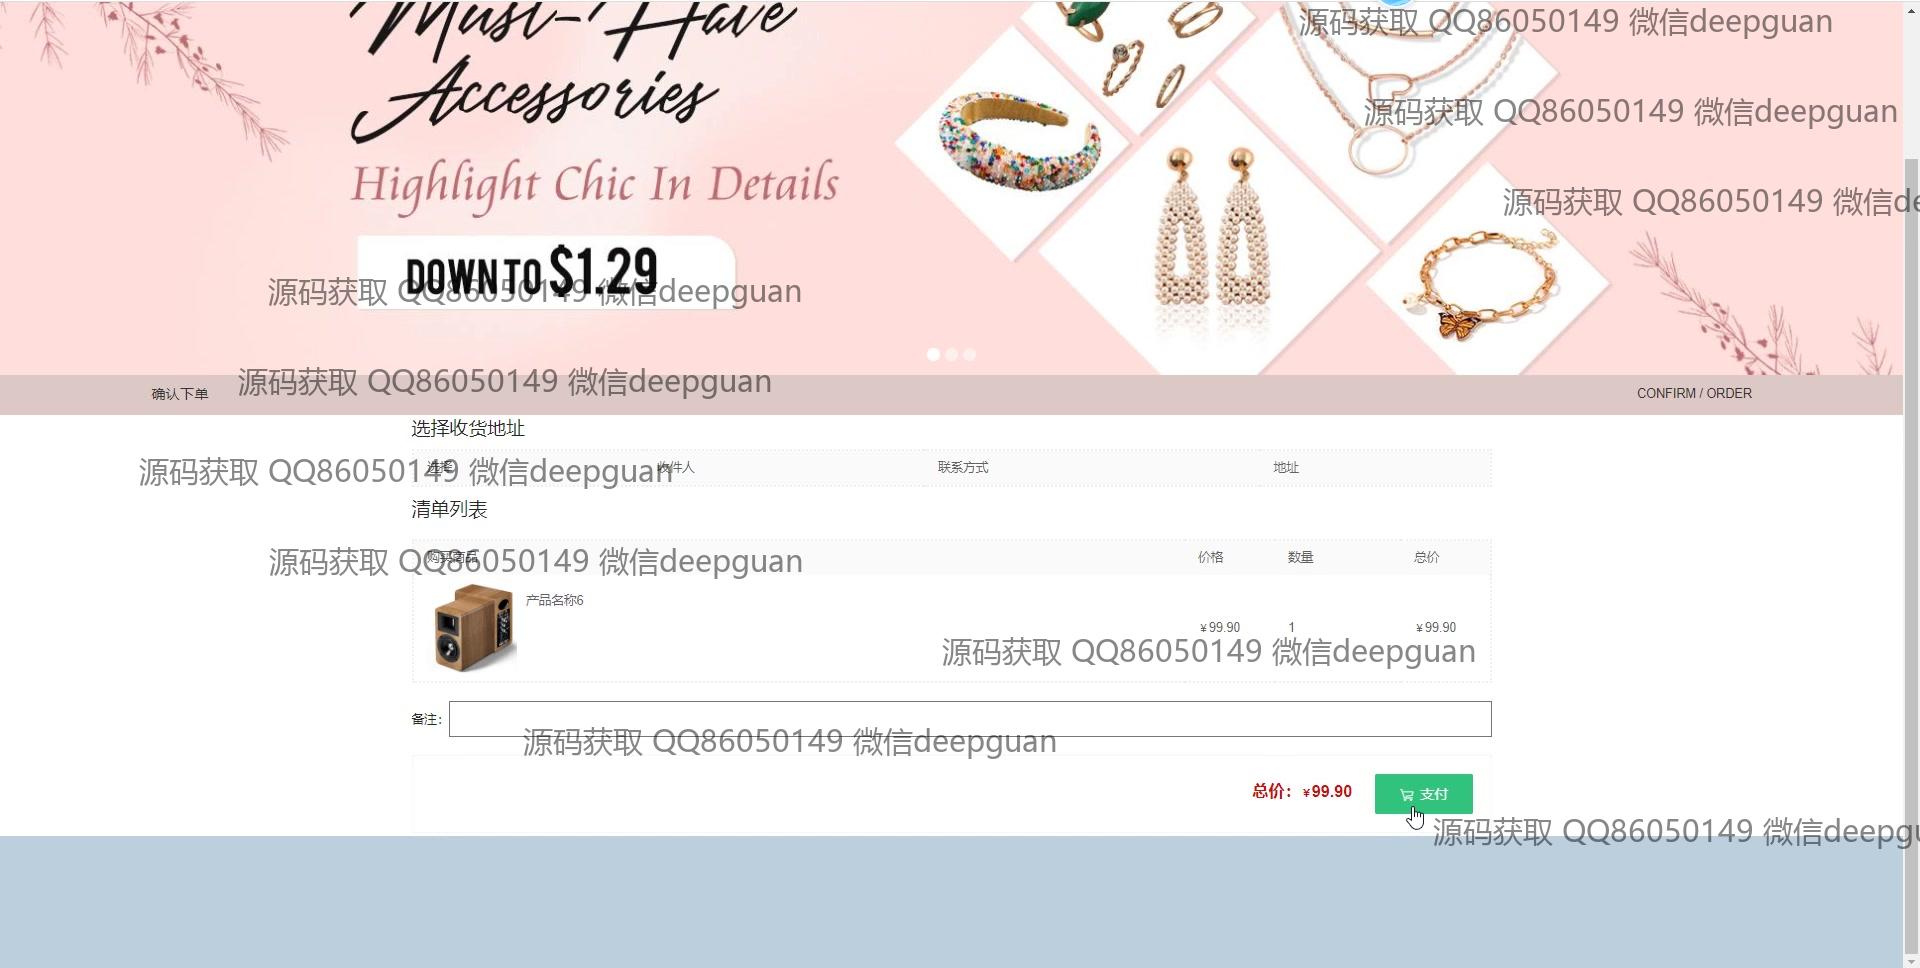 Must-Have
源码获取 QQ86050149 微信deepguan
Accessories
源码获取 QQ86050149 微信deepguan
Highlight Chic In Details
源码获取 QQ86050149 微信de
DOWN TO $1.29
源码获取 QQ86050149 微信deepguan
确认下单
源码获取 QQ86050149 微信deepguan
CONFIRM / ORDER
选择收货地址
选择 收件人 联系方式 地址
源码获取 QQ86050149 微信deepguan
清单列表
购买商品 价格 数量 总价
源码获取 QQ86050149 微信deepguan
产品名称6
¥99.90 1 ¥99.90
源码获取 QQ86050149 微信deepguan
备注:
源码获取 QQ86050149 微信deepguan
总价: ¥99.90 支付
源码获取 QQ86050149 微信deepgu